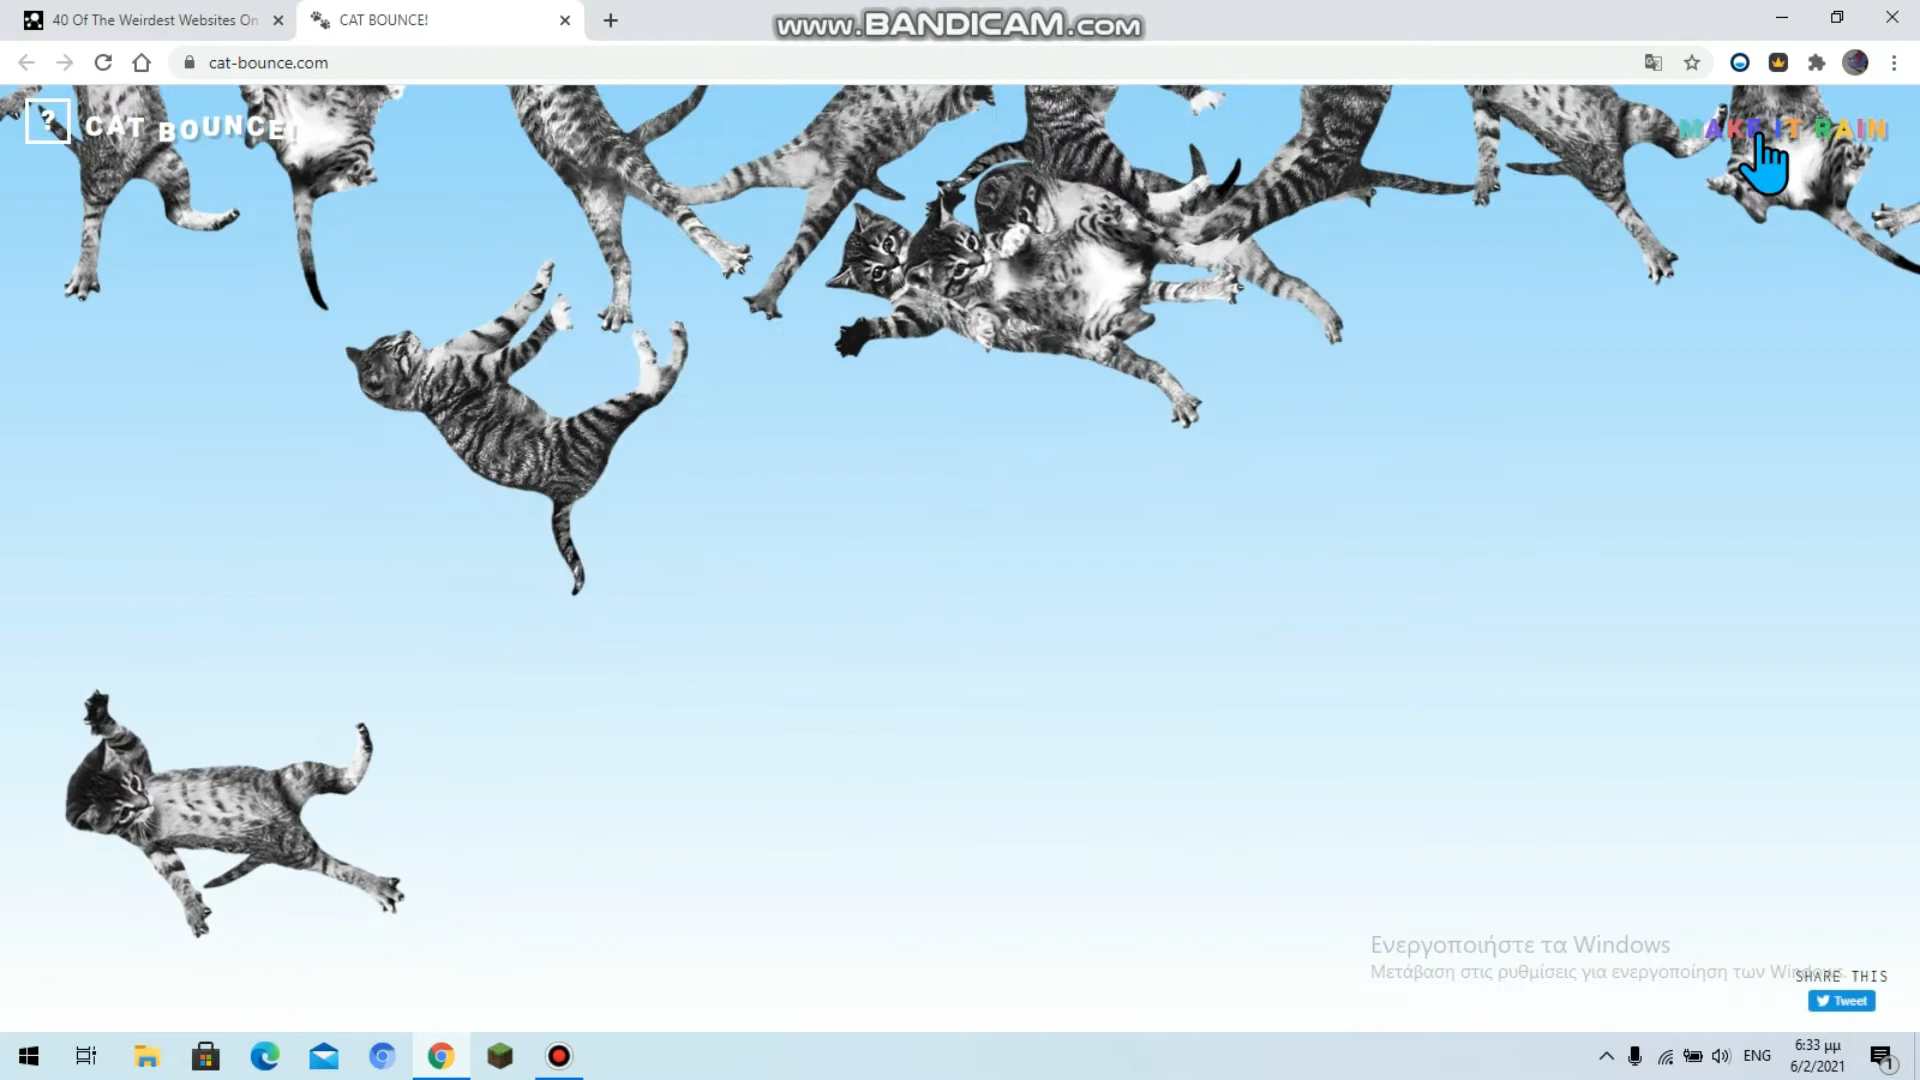 40 Of The Weirdest Websites On
CAT BOUNCE!
www.BANDICAM.com
cat-bounce.com
? CAT BOUNCE!
MAKE IT RAIN
Ενεργοποιήστε τα Windows
Μετάβαση στις ρυθμίσεις για ενεργοποίηση των Windows.
SHARE THIS
Tweet
ENG
6:33 μμ
6/2/2021
1